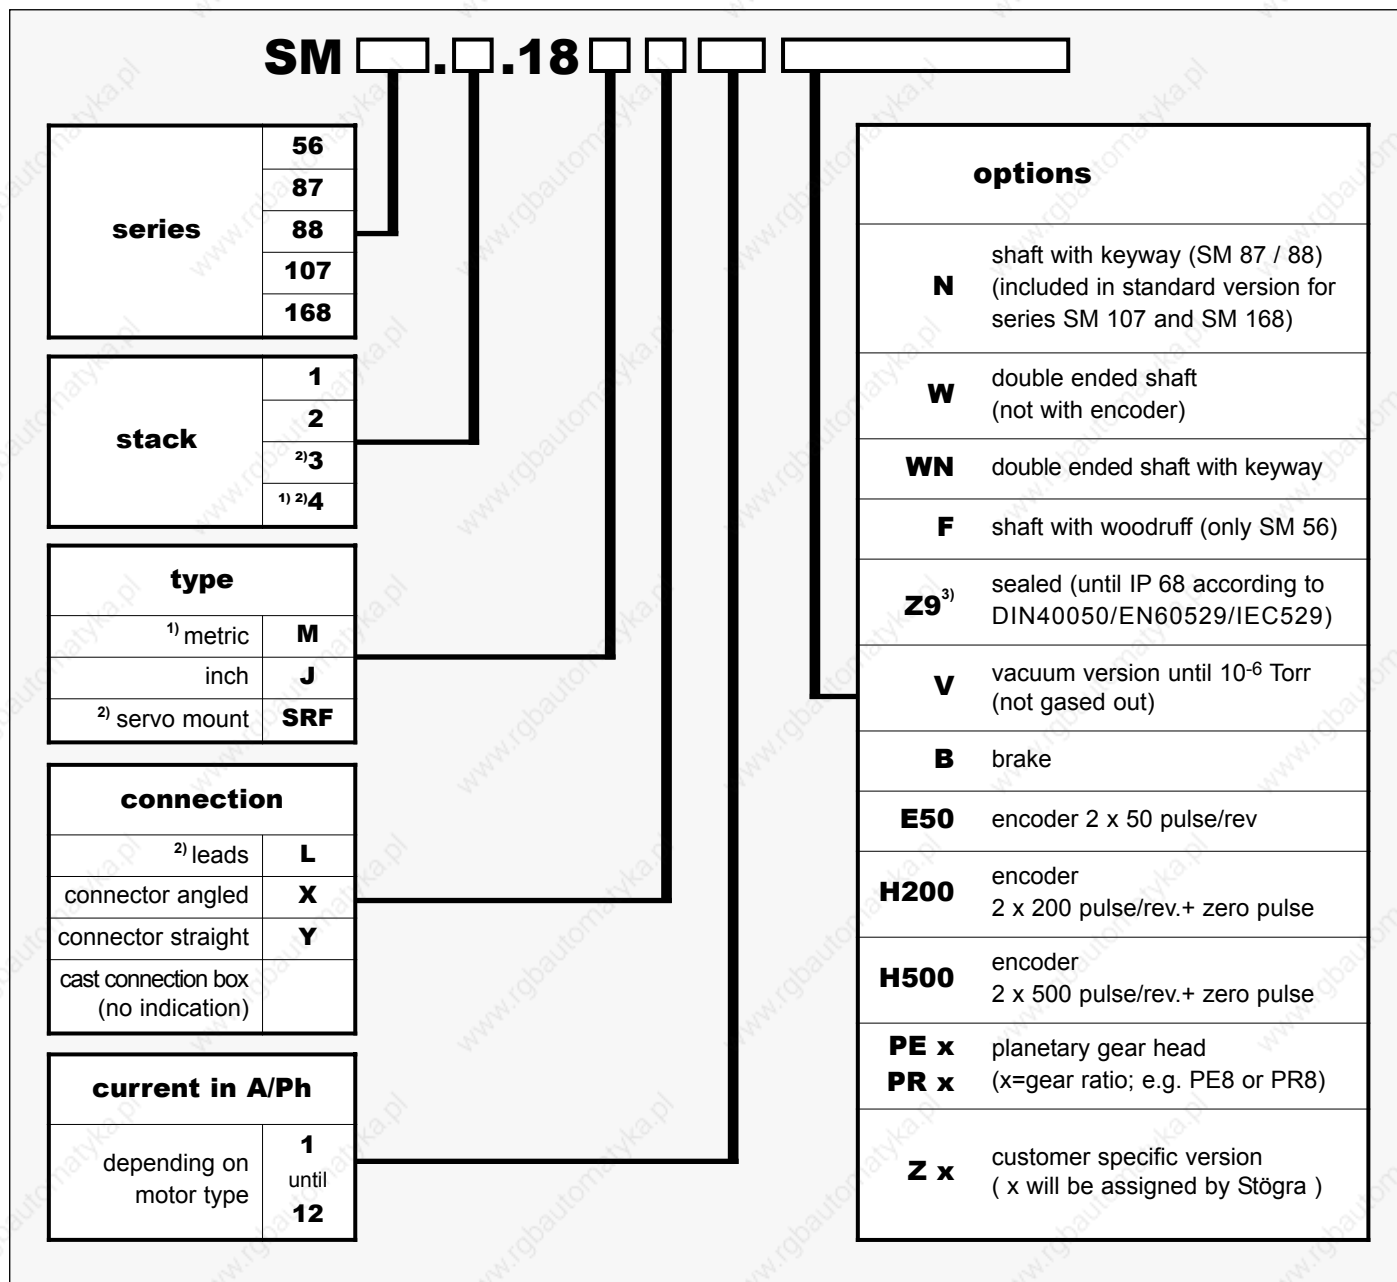 SM . .18
series
56
87
88
107
168
stack
1
2
2)3
1) 2)4
type
1) metric M
inch J
2) servo mount SRF
connection
2) leads L
connector angled X
connector straight Y
cast connection box
(no indication)
current in A/Ph
depending on
motor type
1
until
12
options
N shaft with keyway (SM 87 / 88)
(included in standard version for
series SM 107 and SM 168)
W double ended shaft
(not with encoder)
WN double ended shaft with keyway
F shaft with woodruff (only SM 56)
Z9 3) sealed (until IP 68 according to
DIN40050/EN60529/IEC529)
V vacuum version until 10-6 Torr
(not gased out)
B brake
E50 encoder 2 x 50 pulse/rev
H200 encoder
2 x 200 pulse/rev.+ zero pulse
H500 encoder
2 x 500 pulse/rev.+ zero pulse
PE x planetary gear head
PR x (x=gear ratio; e.g. PE8 or PR8)
Z x customer specific version
( x will be assigned by Stögra )
www.rgbautomatyka.pl